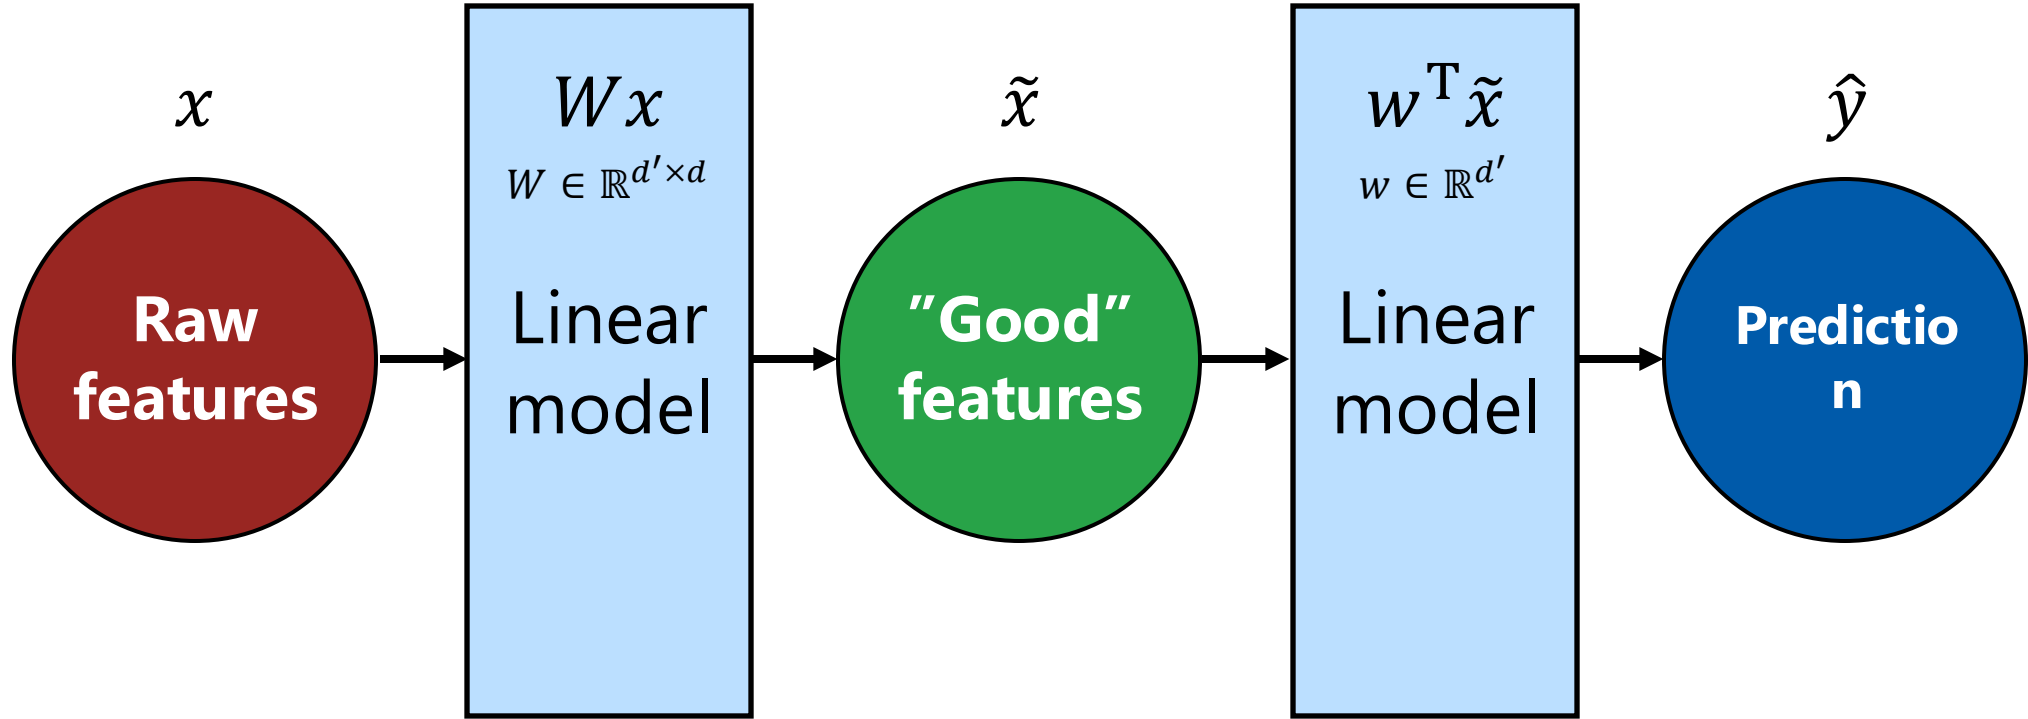 x
Raw
features
Wx
W ∈ ℝ^{d′×d}
Linear
model
x̃
”Good”
features
w^T x̃
w ∈ ℝ^{d′}
Linear
model
ŷ
Predictio
n